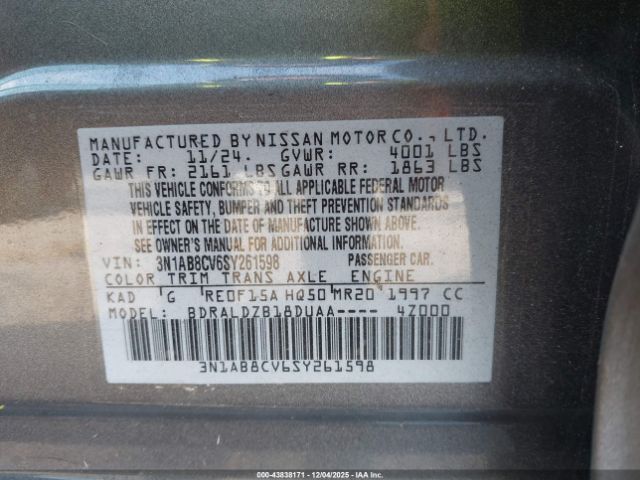 MANUFACTURED BY NISSAN MOTOR CO., LTD.
DATE: 11/24. GVWR: 4001 LBS
GAWR FR: 2161 LBS GAWR RR: 1863 LBS
THIS VEHICLE CONFORMS TO ALL APPLICABLE FEDERAL MOTOR
VEHICLE SAFETY, BUMPER AND THEFT PREVENTION STANDARDS
IN EFFECT ON THE DATE OF MANUFACTURE SHOWN ABOVE.
SEE OWNER'S MANUAL FOR ADDITIONAL INFORMATION.
VIN: 3N1AB8CV6SY261598 PASSENGER CAR.
COLOR TRIM TRANS AXLE ENGINE
KAD G RE0F15A HQ50 MR20 1997 CC
MODEL: BDRALDZB18DUAA---- 4Z000
3N1AB8CV6SY261598
000-43838171 12/04/2025 IAAI.COM